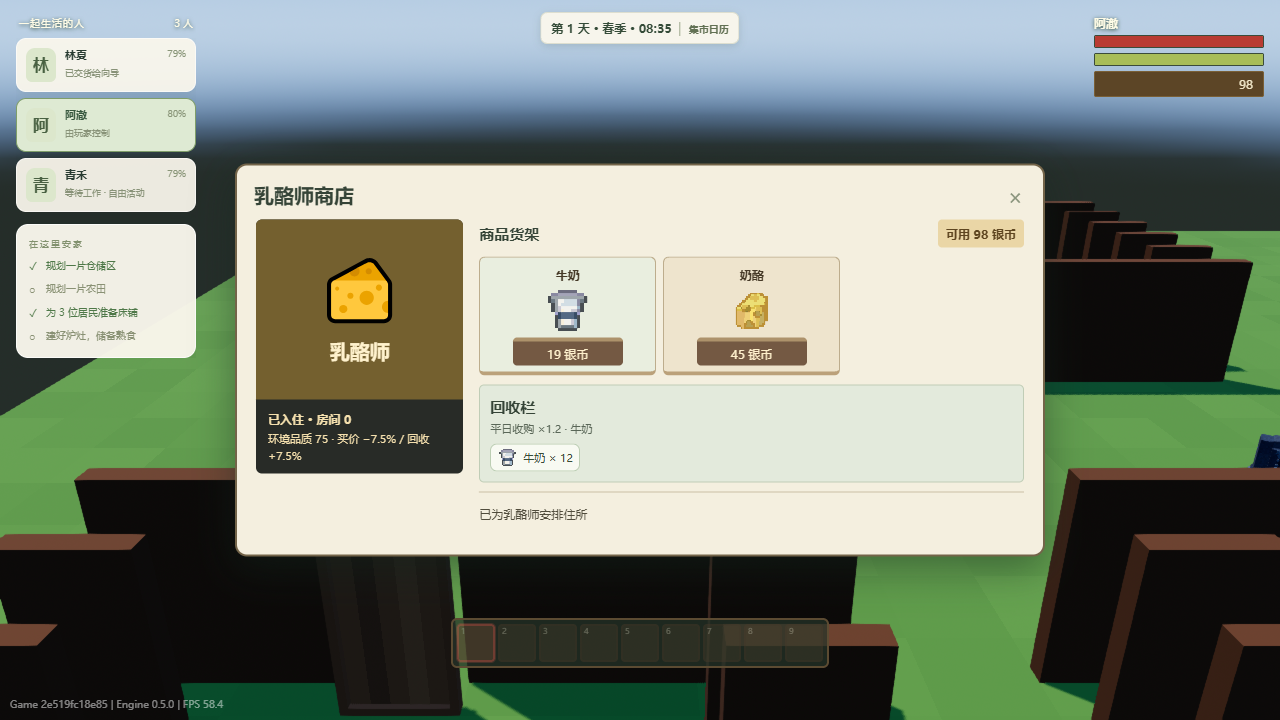 一起生活的人 3 人
林
林夏 79%
已交货给向导
阿
阿澈 80%
由玩家控制
青
青禾 79%
等待工作 · 自由活动
在这里安家
✓ 规划一片仓储区
○ 规划一片农田
✓ 为 3 位居民准备床铺
○ 建好炉灶，储备熟食
第 1 天 • 春季 • 08:35 | 集市日历
阿澈
98
乳酪师商店
×
乳酪师
已入住 • 房间 0
环境品质 75 · 买价 −7.5% / 回收
+7.5%
商品货架
可用 98 银币
牛奶
19 银币
奶酪
45 银币
回收栏
平日收购 ×1.2 · 牛奶
牛奶 × 12
已为乳酪师安排住所
1 2 3 4 5 6 7 8 9
Game 2e519fc18e85 | Engine 0.5.0 | FPS 58.4